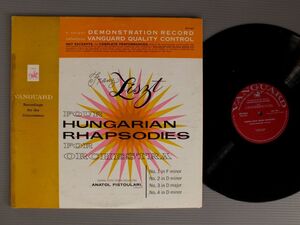 DEMONSTRATION RECORD
VANGUARD QUALITY CONTROL
NOT EXCERPTS — COMPLETE PERFORMANCES
VANGUARD
Recordings
for the
Connoisseur
Franz
Liszt
FOUR
HUNGARIAN
RHAPSODIES
FOR
ORCHESTRA
No. 1 in F minor
No. 2 in D minor
No. 3 in D major
No. 4 in D minor
ANATOL FISTOULARI,
VANGUARD